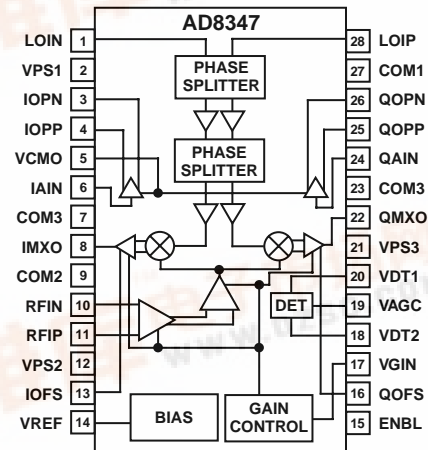 AD8347
LOIN 1
VPS1 2
IOPN 3
IOPP 4
VCMO 5
IAIN 6
COM3 7
IMXO 8
COM2 9
RFIN 10
RFIP 11
VPS2 12
IOFS 13
VREF 14
28 LOIP
27 COM1
26 QOPN
25 QOPP
24 QAIN
23 COM3
22 QMXO
21 VPS3
20 VDT1
19 VAGC
18 VDT2
17 VGIN
16 QOFS
15 ENBL
PHASE
SPLITTER
PHASE
SPLITTER
DET
BIAS
GAIN
CONTROL